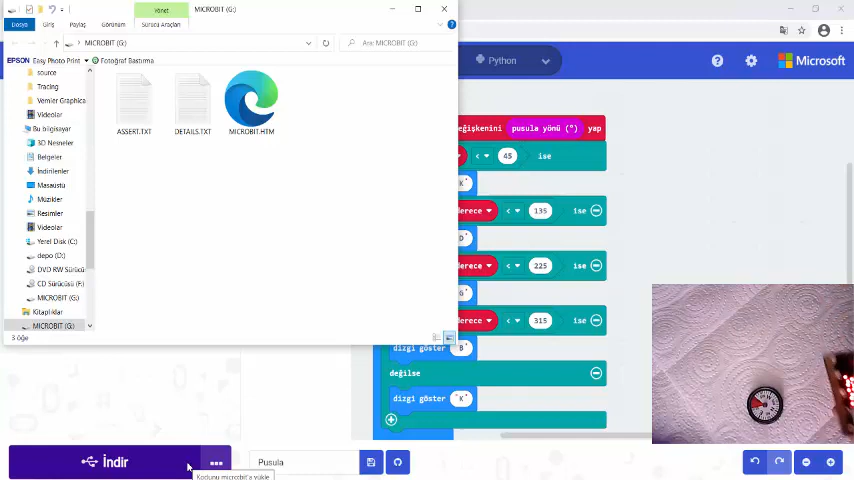 Yönet
MICROBIT (G:)
Dosya
Giriş
Paylaş
Görünüm
Sürücü Araçları
MICROBIT (G:)
Ara: MICROBIT (G:)
EPSON Easy Photo Print
Fotoğraf Bastırma
source
Tracing
Vernier Graphica
Videolar
Bu bilgisayar
3D Nesneler
Belgeler
İndirilenler
Masaüstü
Müzikler
Resimler
Videolar
Yerel Disk (C:)
depo (D:)
DVD RW Sürücü
CD Sürücüsü (F:)
MICROBIT (G:)
Kitaplıklar
MICROBIT (G:)
3 öğe
ASSERT.TXT
DETAILS.TXT
MICROBIT.HTM
Python
Microsoft
eğişkenini pusula yönü (°) yap
< 45 ise
K
derece < 135 ise
D
derece < 225 ise
G
derece < 315 ise
dizgi göster "B"
değilse
dizgi göster "K"
İndir
Kodunu micro:bit'a yükle
Pusula